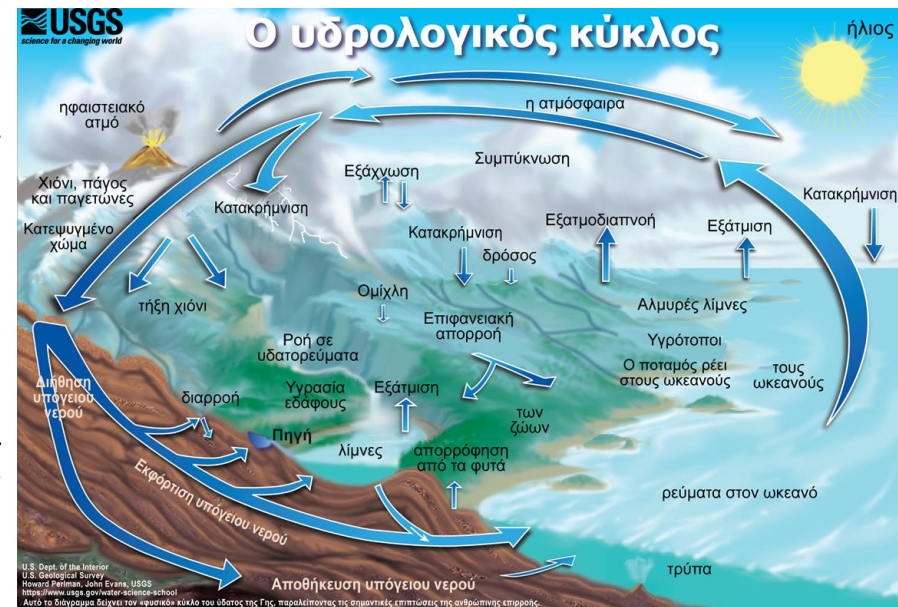 USGS
science for a changing world
Ο υδρολογικός κύκλος
ήλιος
ηφαιστειακό
ατμό
η ατμόσφαιρα
Συμπύκνωση
Εξάχνωση
Χιόνι, πάγος
και παγετώνες
Κατακρήμνιση
Κατακρήμνιση
Κατεψυγμένο
χώμα
Κατακρήμνιση
Εξατμοδιαπνοή
Εξάτμιση
δρόσος
τήξη χιόνι
Ομίχλη
Αλμυρές λίμνες
Επιφανειακή
απορροή
Ροή σε
υδατορεύματα
Υγρότοποι
Ο ποταμός ρέει
στους ωκεανούς
τους
ωκεανούς
Διήθηση
υπόγειου
νερού
διαρροή
Υγρασία
εδάφους
Εξάτμιση
των
ζώων
Πηγή
λίμνες
απορρόφηση
από τα φυτά
Εκφόρτιση υπόγειου νερού
ρεύματα στον ωκεανό
τρύπα
Αποθήκευση υπόγειου νερού
U.S. Dept. of the Interior
U.S. Geological Survey
Howard Perlman, John Evans, USGS
https://www.usgs.gov/water-science-school
Αυτό το διάγραμμα δείχνει τον «φυσικό» κύκλο του ύδατος της Γης, παραλείποντας τις σημαντικές επιπτώσεις της ανθρώπινης επιρροής.